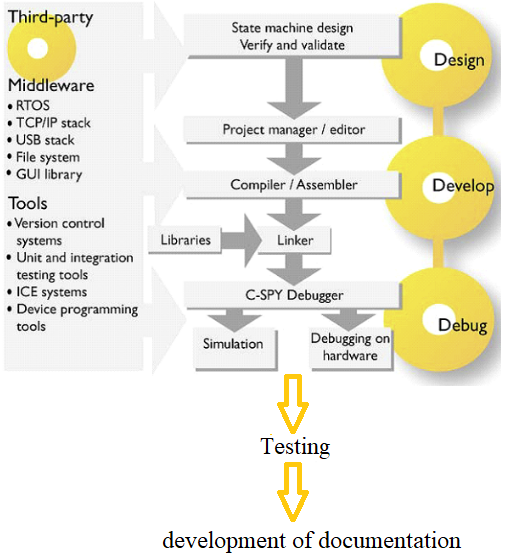 Third-party
Middleware
• RTOS
• TCP/IP stack
• USB stack
• File system
• GUI library
Tools
• Version control
systems
• Unit and integration
testing tools
• ICE systems
• Device programming
tools
State machine design
Verify and validate
Project manager / editor
Compiler / Assembler
Libraries
Linker
C-SPY Debugger
Simulation
Debugging on
hardware
Design
Develop
Debug
Testing
development of documentation